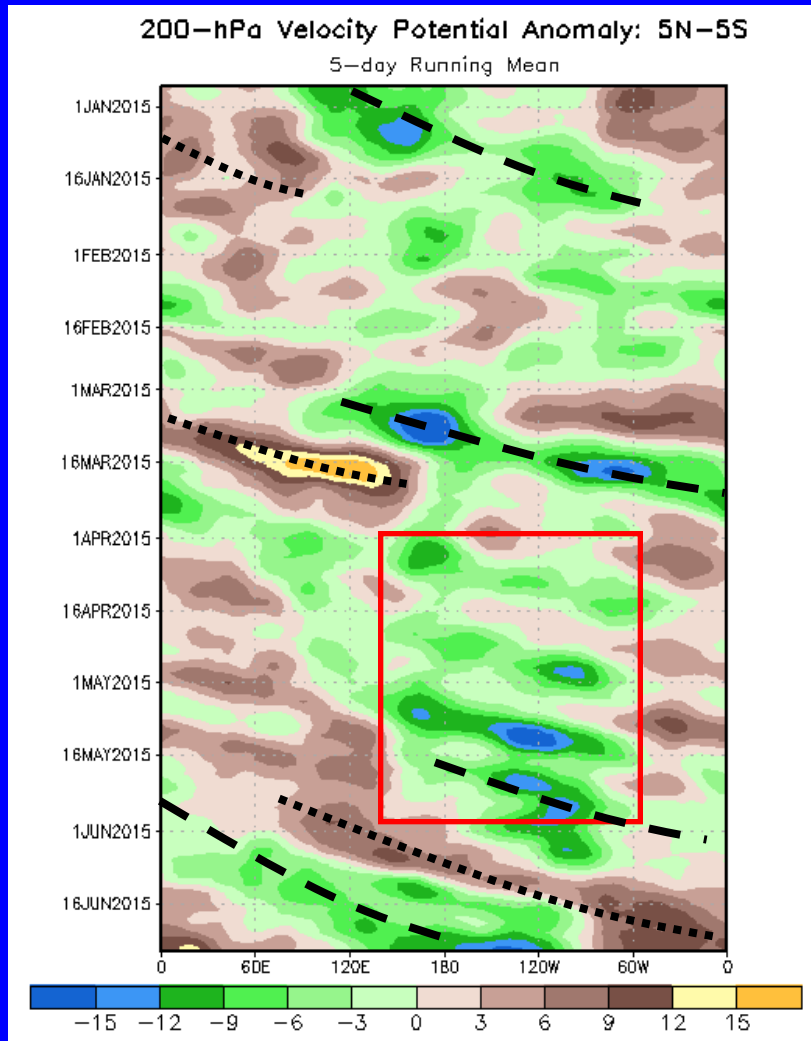 200-hPa Velocity Potential Anomaly: 5N-5S
5-day Running Mean
1JAN2015
16JAN2015
1FEB2015
16FEB2015
1MAR2015
16MAR2015
1APR2015
16APR2015
1MAY2015
16MAY2015
1JUN2015
16JUN2015
0 60E 120E 180 120W 60W 0
-15 -12 -9 -6 -3 0 3 6 9 12 15